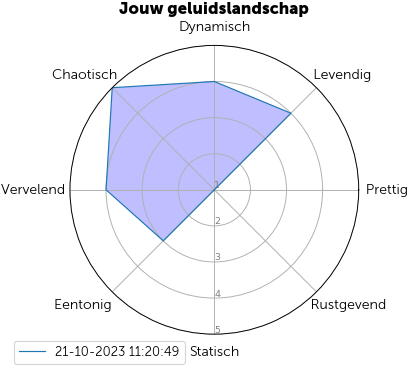 Jouw geluidslandschap
Dynamisch
Chaotisch
Levendig
Vervelend
Prettig
1
2
3
4
5
Eentonig
Rustgevend
Statisch
21-10-2023 11:20:49